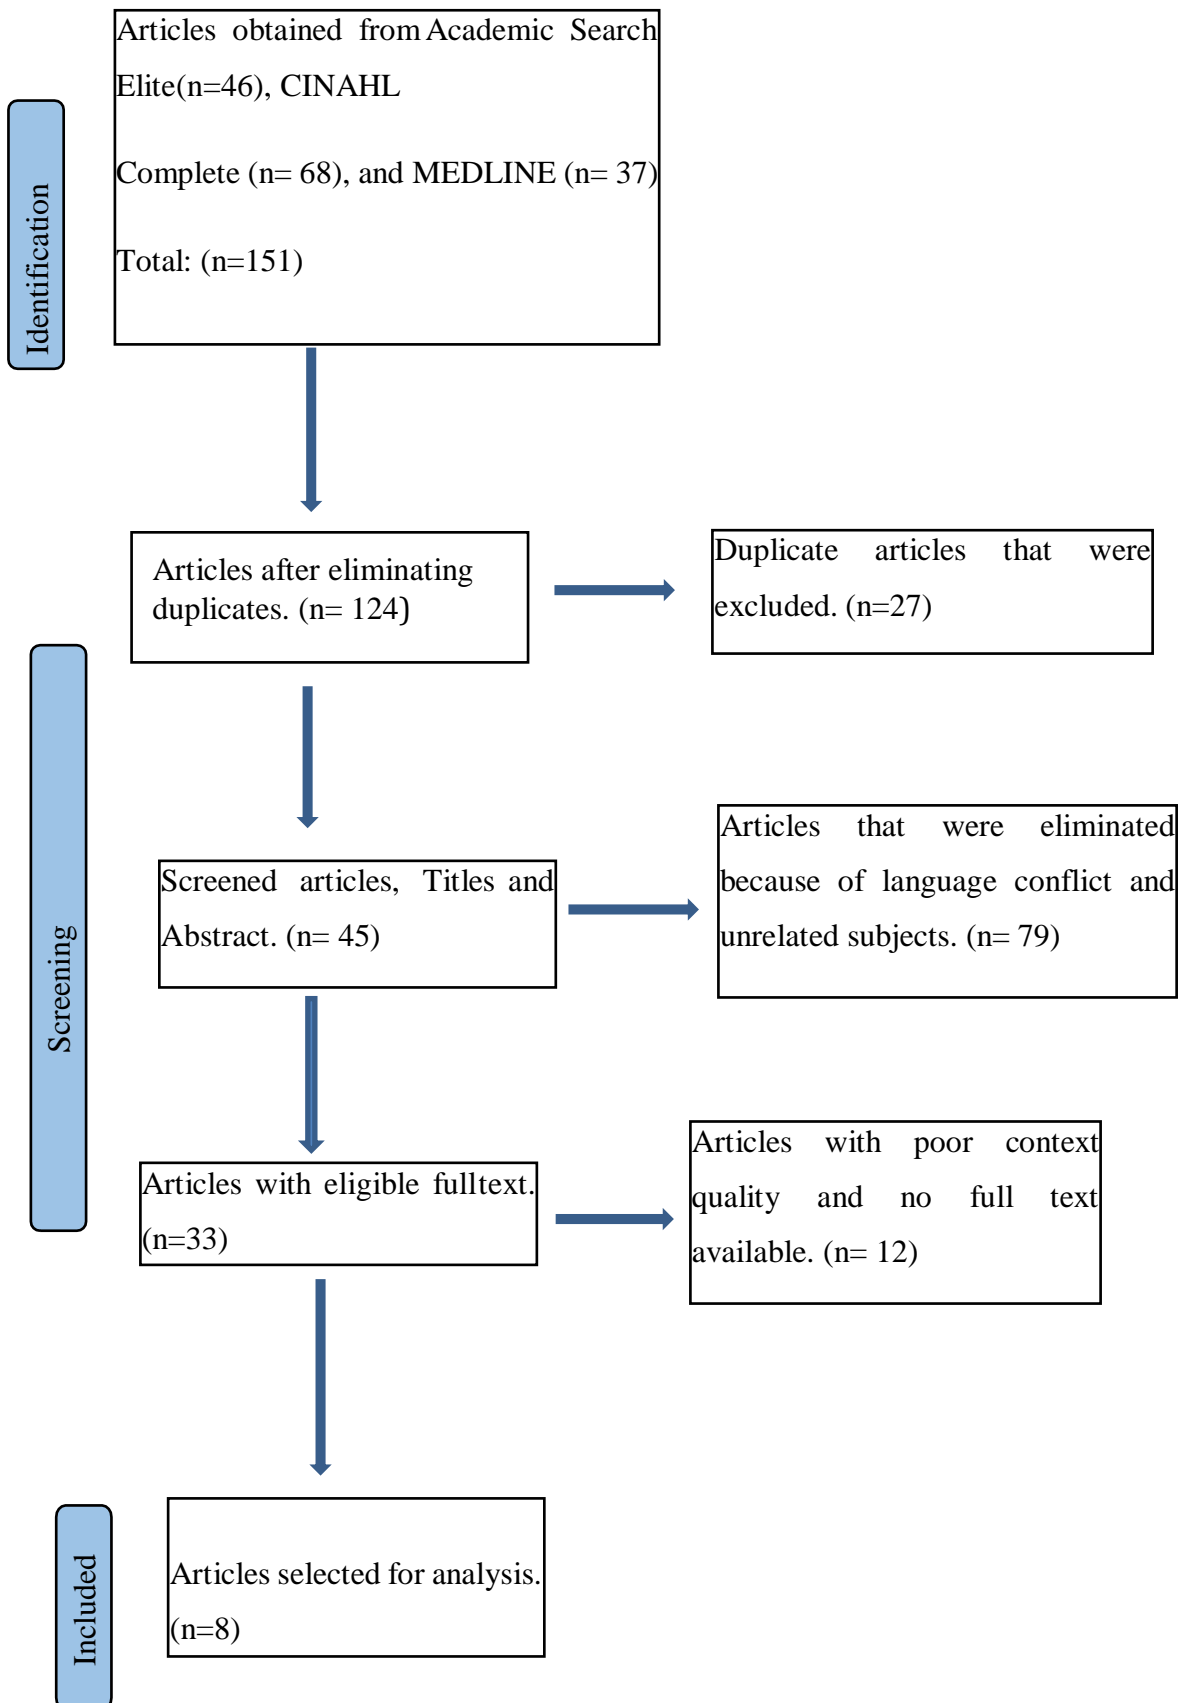 Articles obtained from Academic Search
Elite(n=46), CINAHL
Complete (n= 68), and MEDLINE (n= 37)
Total: (n=151)
Identification
Articles after eliminating
duplicates. (n= 124)
Duplicate articles that were
excluded. (n=27)
Screening
Screened articles, Titles and
Abstract. (n= 45)
Articles that were eliminated
because of language conflict and
unrelated subjects. (n= 79)
Articles with eligible fulltext.
(n=33)
Articles with poor context
quality and no full text
available. (n= 12)
Included
Articles selected for analysis.
(n=8)